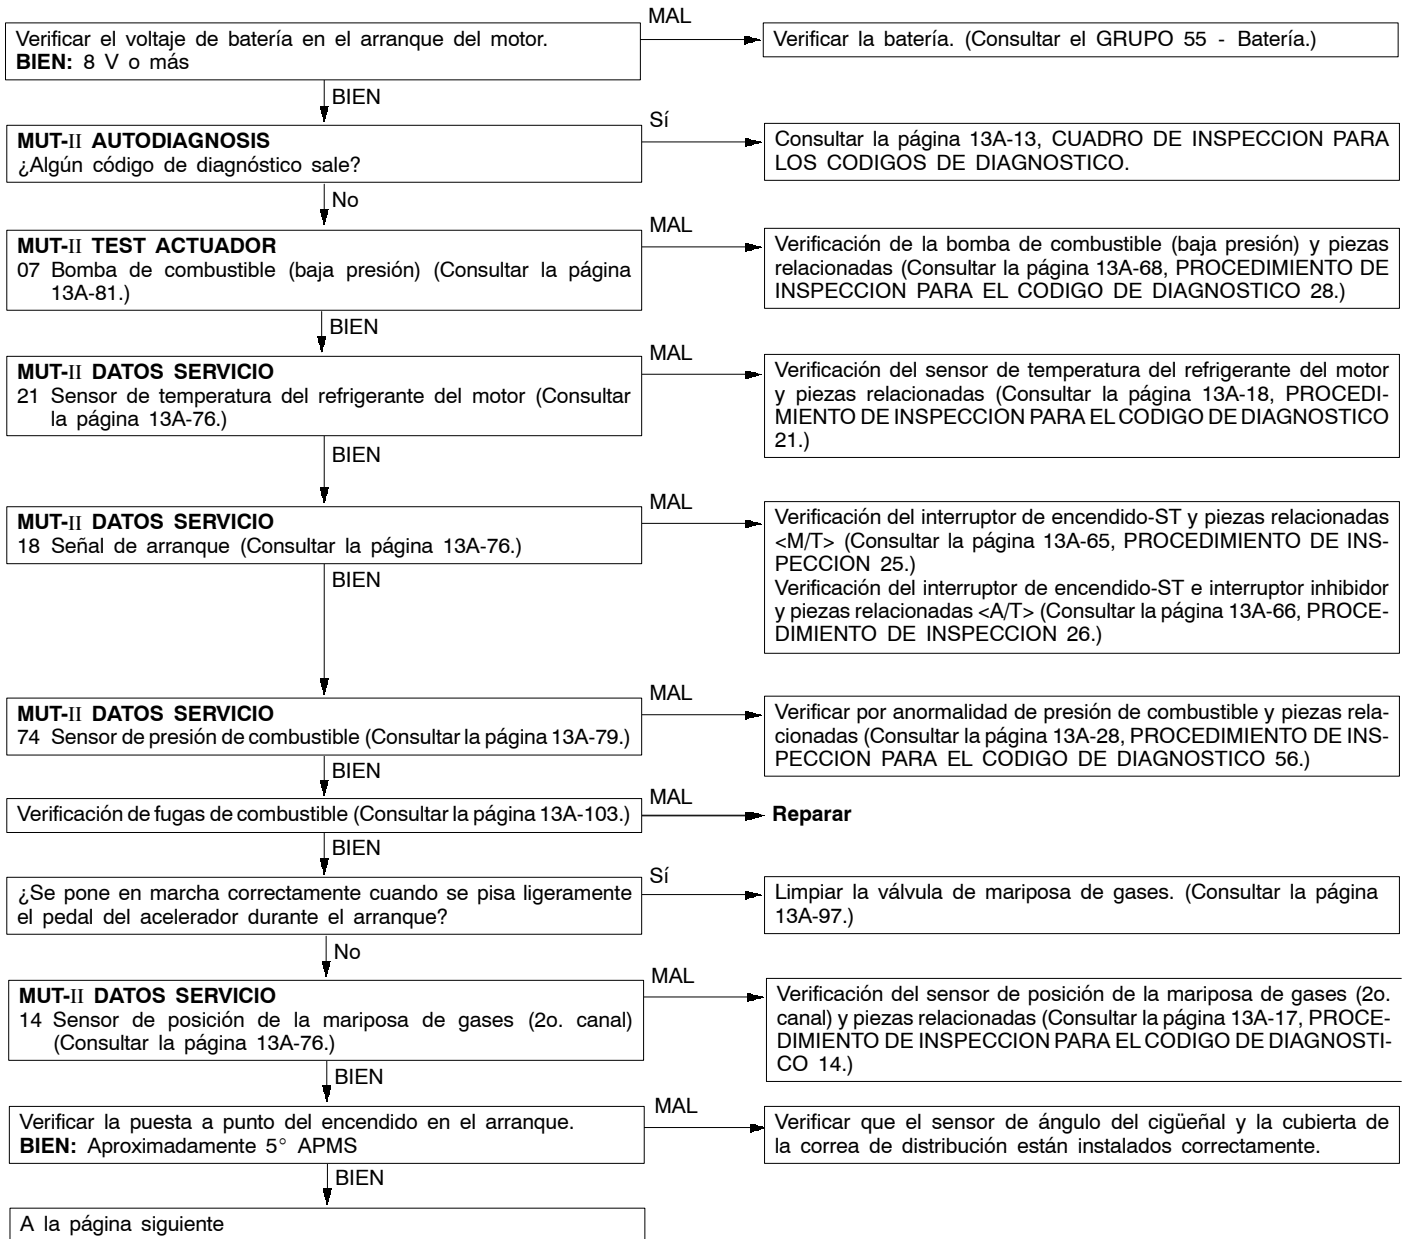 MAL
Verificar el voltaje de batería en el arranque del motor.
BIEN: 8 V o más
Verificar la batería. (Consultar el GRUPO 55 - Batería.)
BIEN
MUT-II AUTODIAGNOSIS
¿Algún código de diagnóstico sale?
Sí
Consultar la página 13A-13, CUADRO DE INSPECCION PARA
LOS CODIGOS DE DIAGNOSTICO.
No
MUT-II TEST ACTUADOR
07 Bomba de combustible (baja presión) (Consultar la página
13A-81.)
MAL
Verificación de la bomba de combustible (baja presión) y piezas
relacionadas (Consultar la página 13A-68, PROCEDIMIENTO DE
INSPECCION PARA EL CODIGO DE DIAGNOSTICO 28.)
BIEN
MUT-II DATOS SERVICIO
21 Sensor de temperatura del refrigerante del motor (Consultar
la página 13A-76.)
MAL
Verificación del sensor de temperatura del refrigerante del motor
y piezas relacionadas (Consultar la página 13A-18, PROCEDI-
MIENTO DE INSPECCION PARA EL CODIGO DE DIAGNOSTICO
21.)
BIEN
MUT-II DATOS SERVICIO
18 Señal de arranque (Consultar la página 13A-76.)
MAL
Verificación del interruptor de encendido-ST y piezas relacionadas
<M/T> (Consultar la página 13A-65, PROCEDIMIENTO DE INS-
PECCION 25.)
Verificación del interruptor de encendido-ST e interruptor inhibidor
y piezas relacionadas <A/T> (Consultar la página 13A-66, PROCE-
DIMIENTO DE INSPECCION 26.)
BIEN
MUT-II DATOS SERVICIO
74 Sensor de presión de combustible (Consultar la página 13A-79.)
MAL
Verificar por anormalidad de presión de combustible y piezas rela-
cionadas (Consultar la página 13A-28, PROCEDIMIENTO DE INS-
PECCION PARA EL CODIGO DE DIAGNOSTICO 56.)
BIEN
Verificación de fugas de combustible (Consultar la página 13A-103.)
MAL
Reparar
BIEN
¿Se pone en marcha correctamente cuando se pisa ligeramente
el pedal del acelerador durante el arranque?
Sí
Limpiar la válvula de mariposa de gases. (Consultar la página
13A-97.)
No
MUT-II DATOS SERVICIO
14 Sensor de posición de la mariposa de gases (2o. canal)
(Consultar la página 13A-76.)
MAL
Verificación del sensor de posición de la mariposa de gases (2o.
canal) y piezas relacionadas (Consultar la página 13A-17, PROCE-
DIMIENTO DE INSPECCION PARA EL CODIGO DE DIAGNOSTI-
CO 14.)
BIEN
Verificar la puesta a punto del encendido en el arranque.
BIEN: Aproximadamente 5° APMS
MAL
Verificar que el sensor de ángulo del cigüeñal y la cubierta de
la correa de distribución están instalados correctamente.
BIEN
A la página siguiente